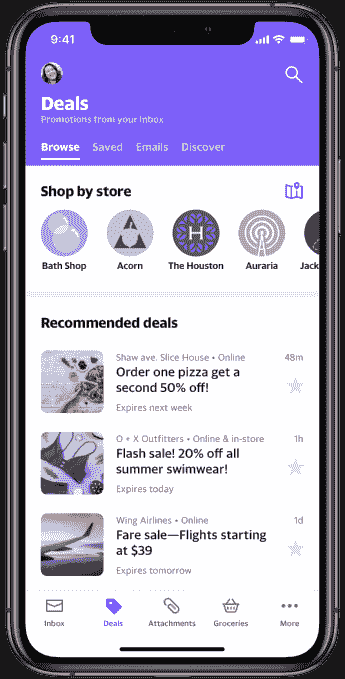 9:41
Deals
Promotions from your Inbox
Browse Saved Emails Discover
Shop by store
Bath Shop Acorn The Houston Auraria Jack
Recommended deals
Shaw ave. Slice House • Online 48m
Order one pizza get a
second 50% off!
Expires next week
O + X Outfitters • Online & in-store 1h
Flash sale! 20% off all
summer swimwear!
Expires today
Wing Airlines • Online 1d
Fare sale—Flights starting
at $39
Expires tomorrow
Inbox Deals Attachments Groceries More